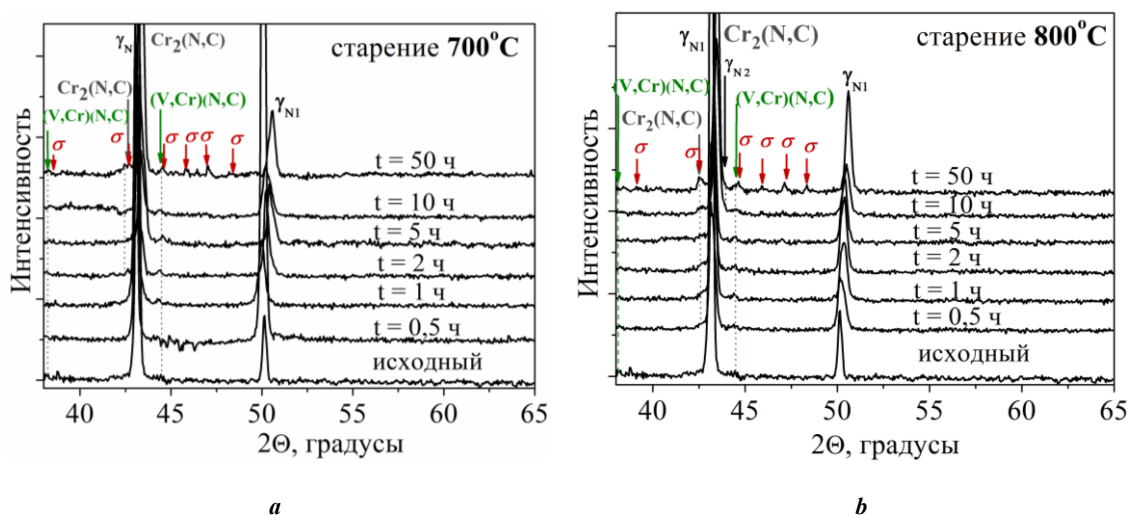 γN Cr2(N,C)
старение 700°C
Cr2(N,C)
(V,Cr)(N,C)
(V,Cr)(N,C)
γN1
σ σ σ σ σ σ
t = 50 ч
t = 10 ч
t = 5 ч
t = 2 ч
t = 1 ч
t = 0,5 ч
исходный
Интенсивность
40 45 50 55 60 65
2Θ, градусы
a
γN1 Cr2(N,C)
старение 800°C
γN2
γN1
(V,Cr)(N,C)
(V,Cr)(N,C)
Cr2(N,C)
σ σ σ σ σ σ
t = 50 ч
t = 10 ч
t = 5 ч
t = 2 ч
t = 1 ч
t = 0,5 ч
исходный
Интенсивность
40 45 50 55 60 65
2Θ, градусы
b